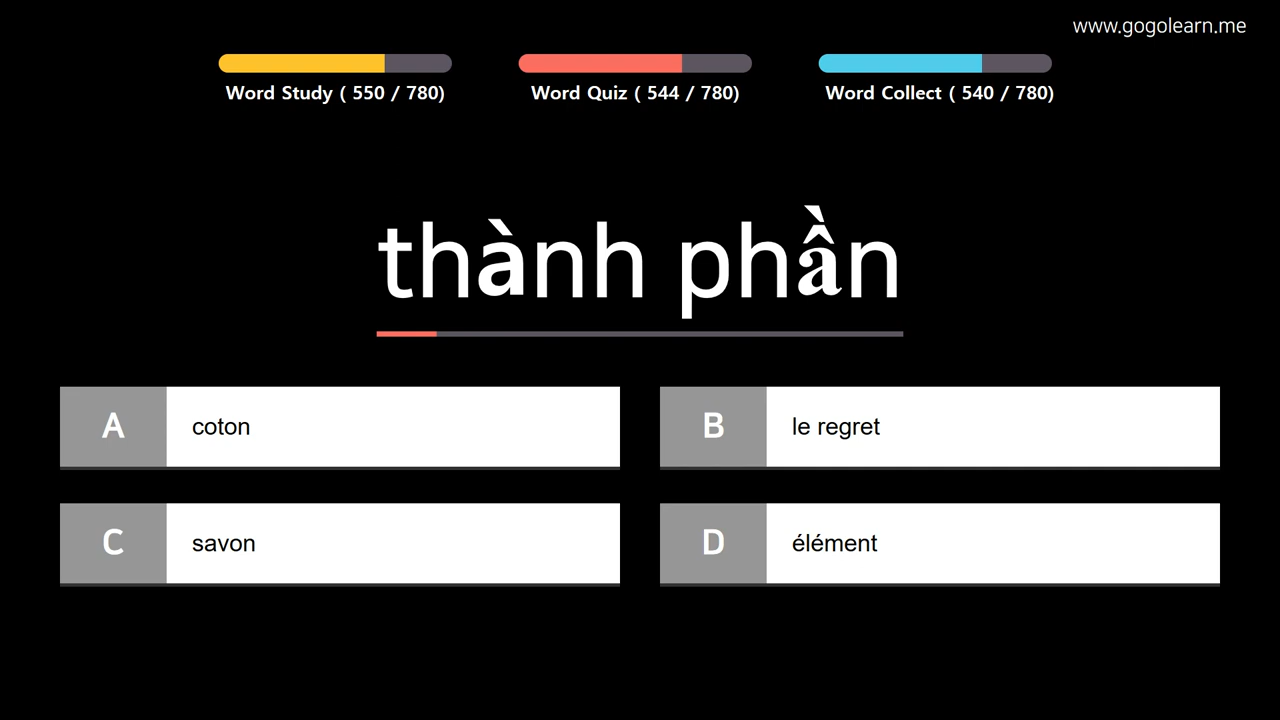 www.gogolearn.me
Word Study ( 550 / 780)
Word Quiz ( 544 / 780)
Word Collect ( 540 / 780)
thành phần
A coton
B le regret
C savon
D élément